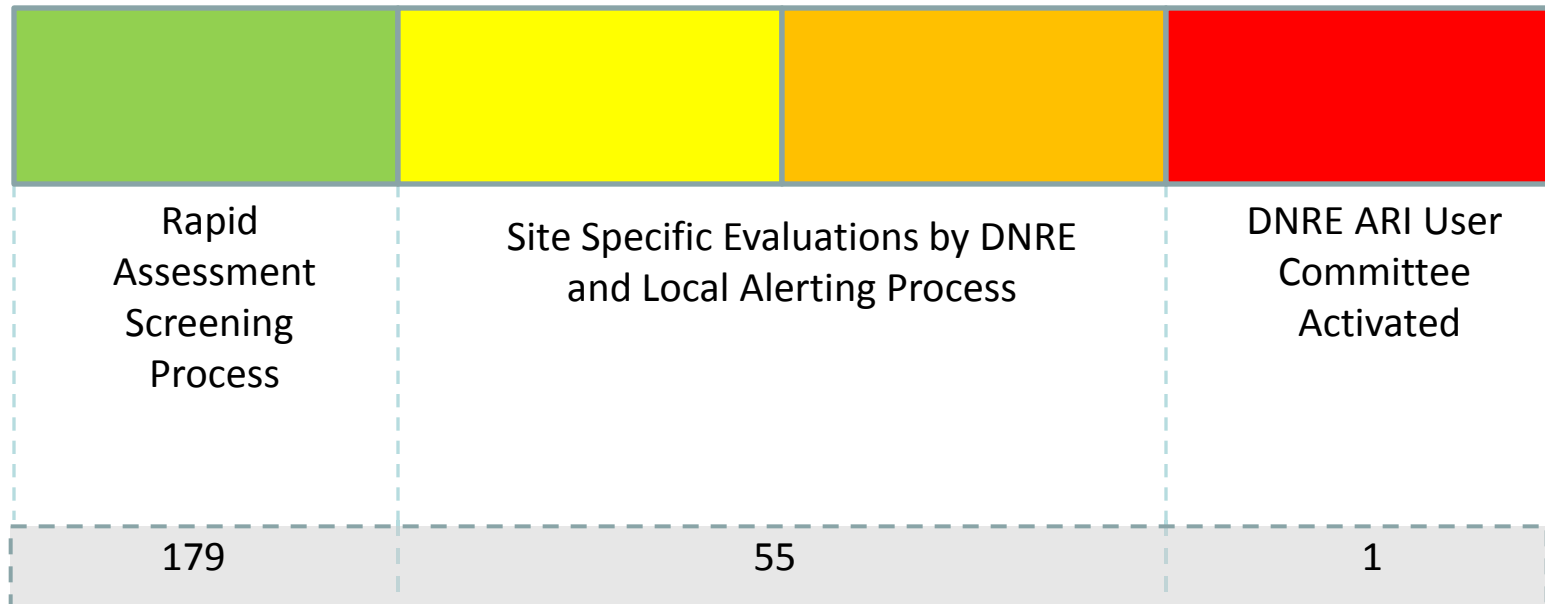 Rapid
Assessment
Screening
Process
Site Specific Evaluations by DNRE
and Local Alerting Process
DNRE ARI User
Committee
Activated
179
55
1